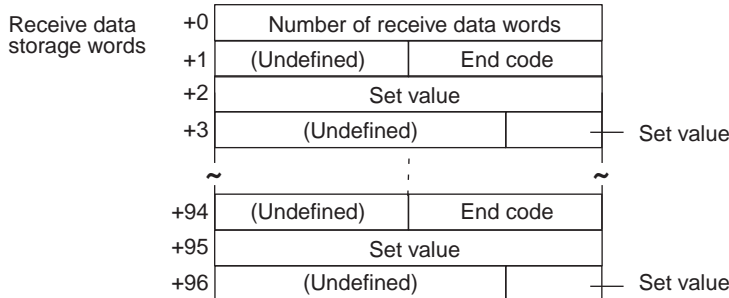 Receive data
storage words
+0 Number of receive data words
+1 (Undefined) End code
+2 Set value
+3 (Undefined) Set value
~ ~
+94 (Undefined) End code
+95 Set value
+96 (Undefined) Set value